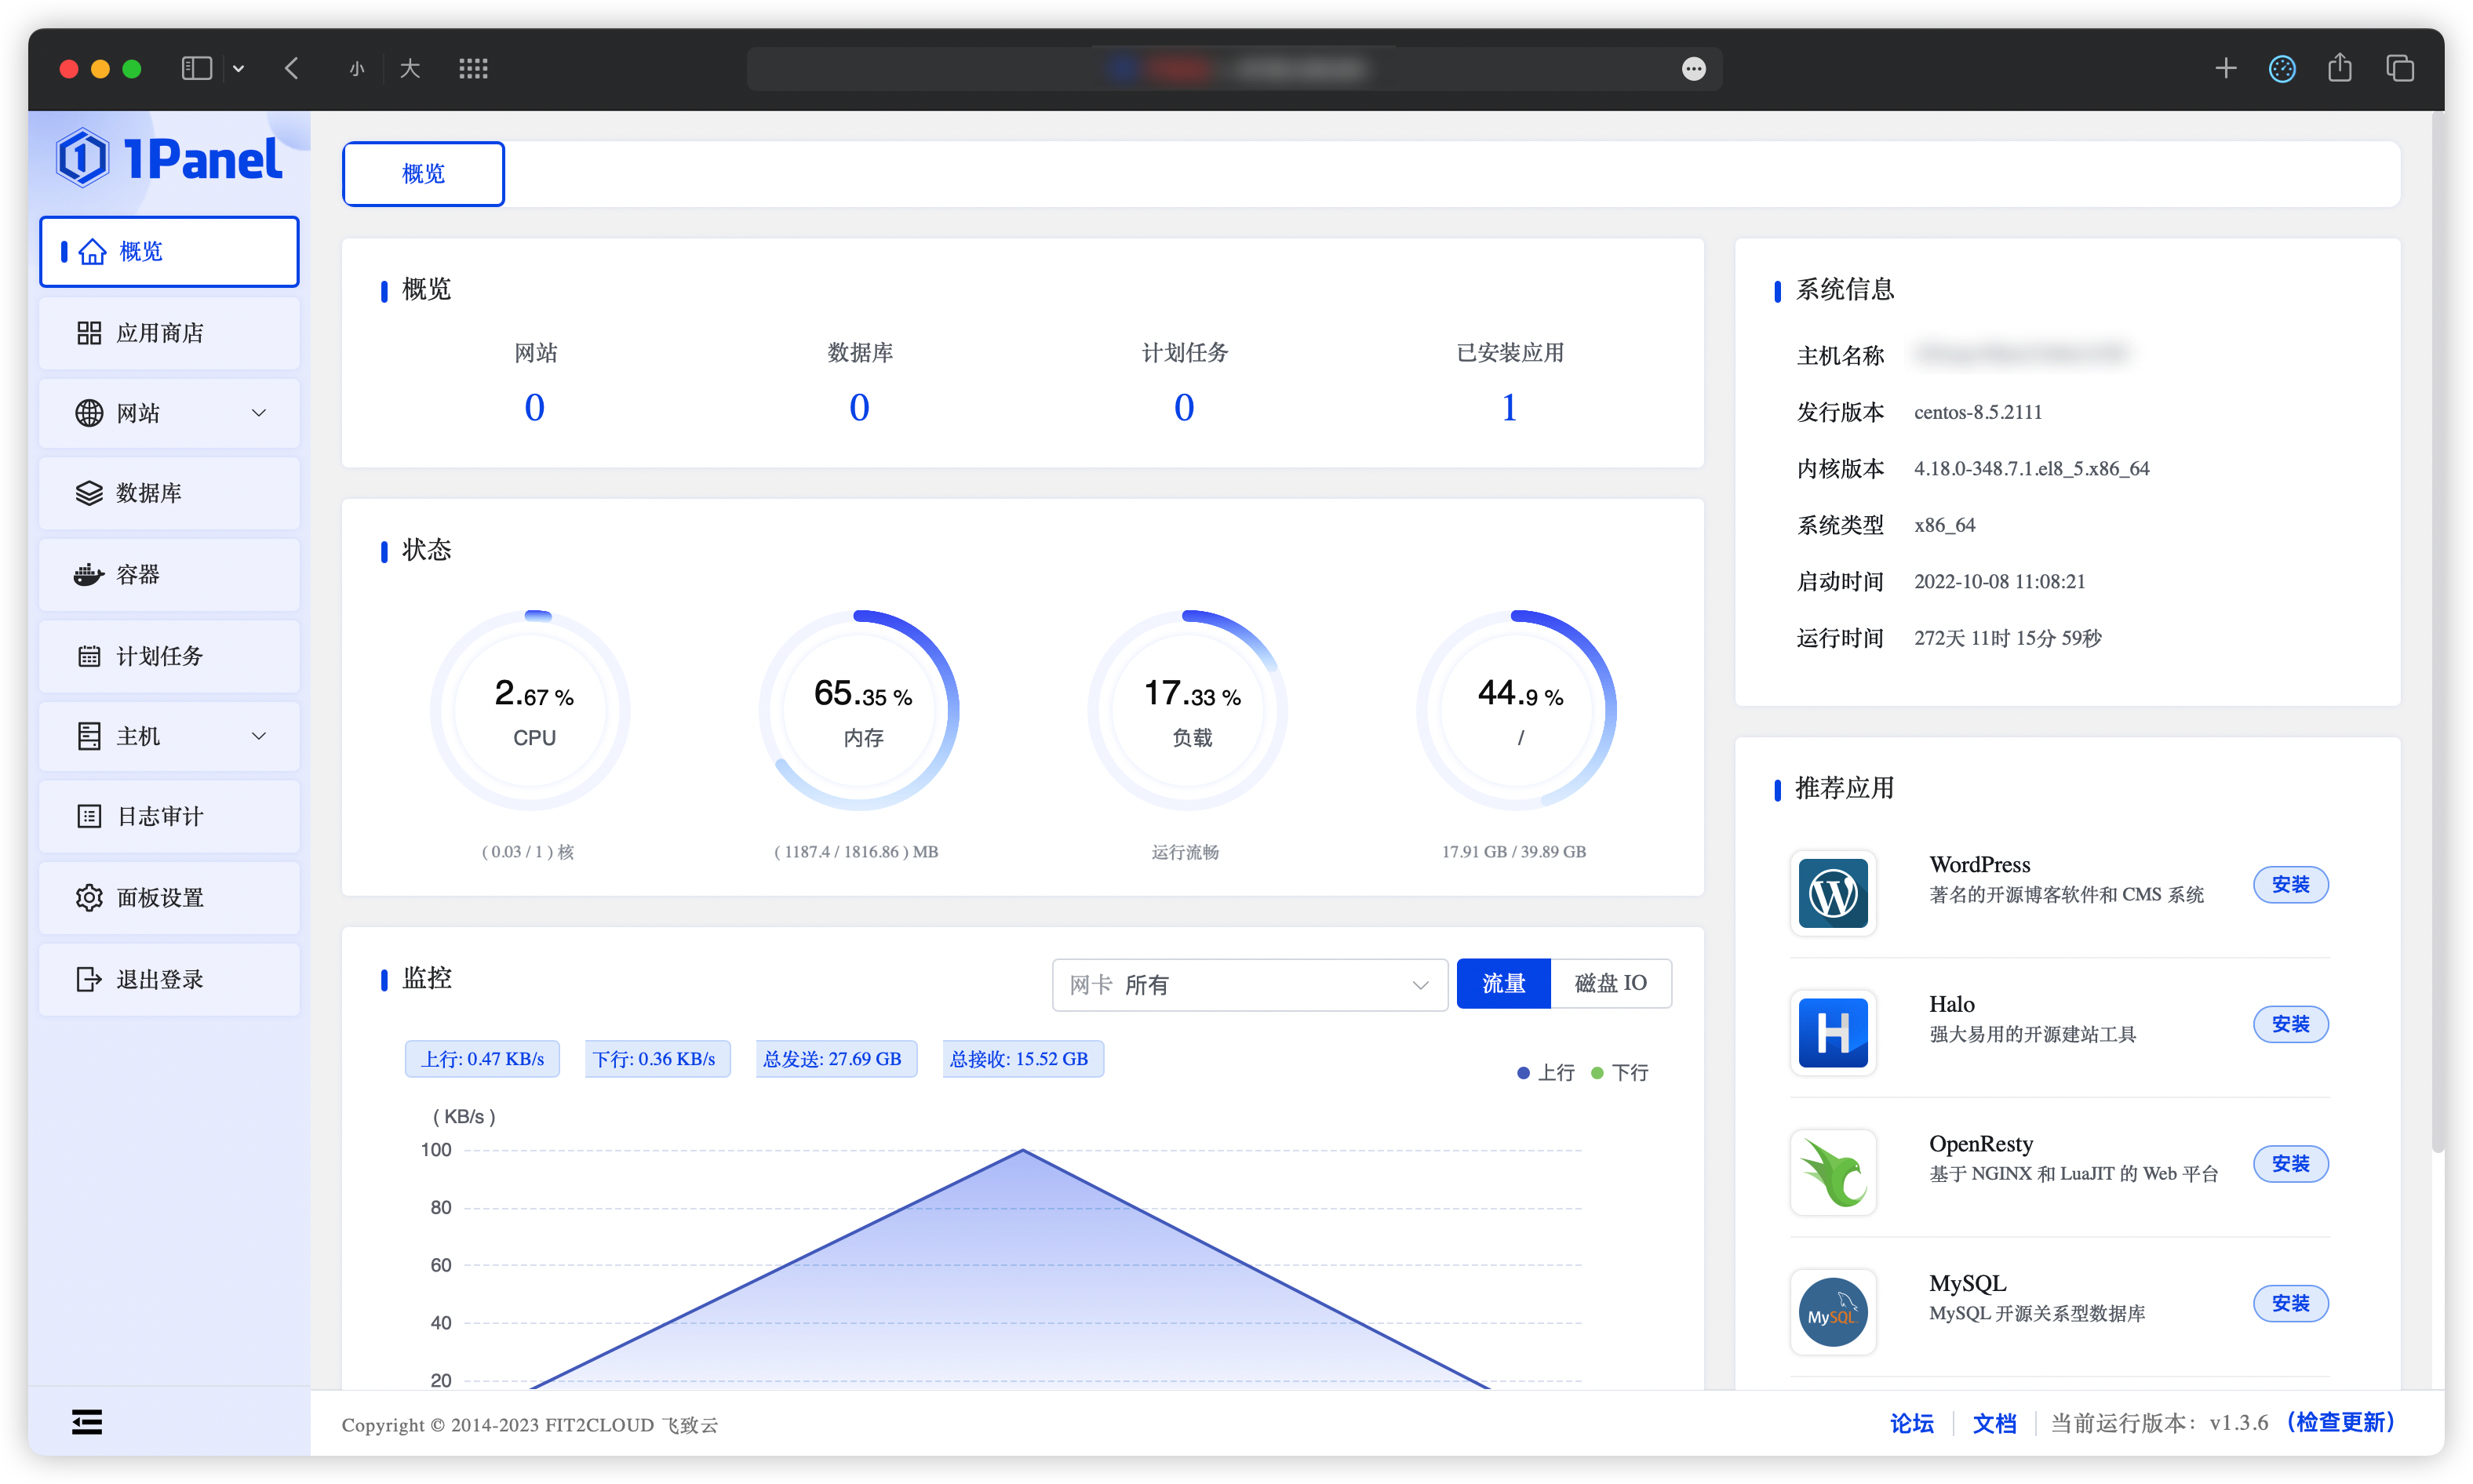 小 大
1Panel
概览
应用商店
网站
数据库
容器
计划任务
主机
日志审计
面板设置
退出登录
概览
概览
网站 数据库 计划任务 已安装应用
0 0 0 1
状态
2.67 % 65.35 % 17.33 % 44.9 %
CPU 内存 负载 /
( 0.03 / 1 ) 核 ( 1187.4 / 1816.86 ) MB 运行流畅 17.91 GB / 39.89 GB
监控
网卡 所有 流量 磁盘 IO
上行: 0.47 KB/s 下行: 0.36 KB/s 总发送: 27.69 GB 总接收: 15.52 GB
上行 下行
( KB/s )
100
80
60
40
20
系统信息
主机名称
发行版本 centos-8.5.2111
内核版本 4.18.0-348.7.1.el8_5.x86_64
系统类型 x86_64
启动时间 2022-10-08 11:08:21
运行时间 272天 11时 15分 59秒
推荐应用
WordPress
著名的开源博客软件和 CMS 系统
安装
Halo
强大易用的开源建站工具
安装
OpenResty
基于 NGINX 和 LuaJIT 的 Web 平台
安装
MySQL
MySQL
MySQL 开源关系型数据库
安装
Copyright © 2014-2023 FIT2CLOUD 飞致云
论坛 文档 当前运行版本： v1.3.6 （检查更新）